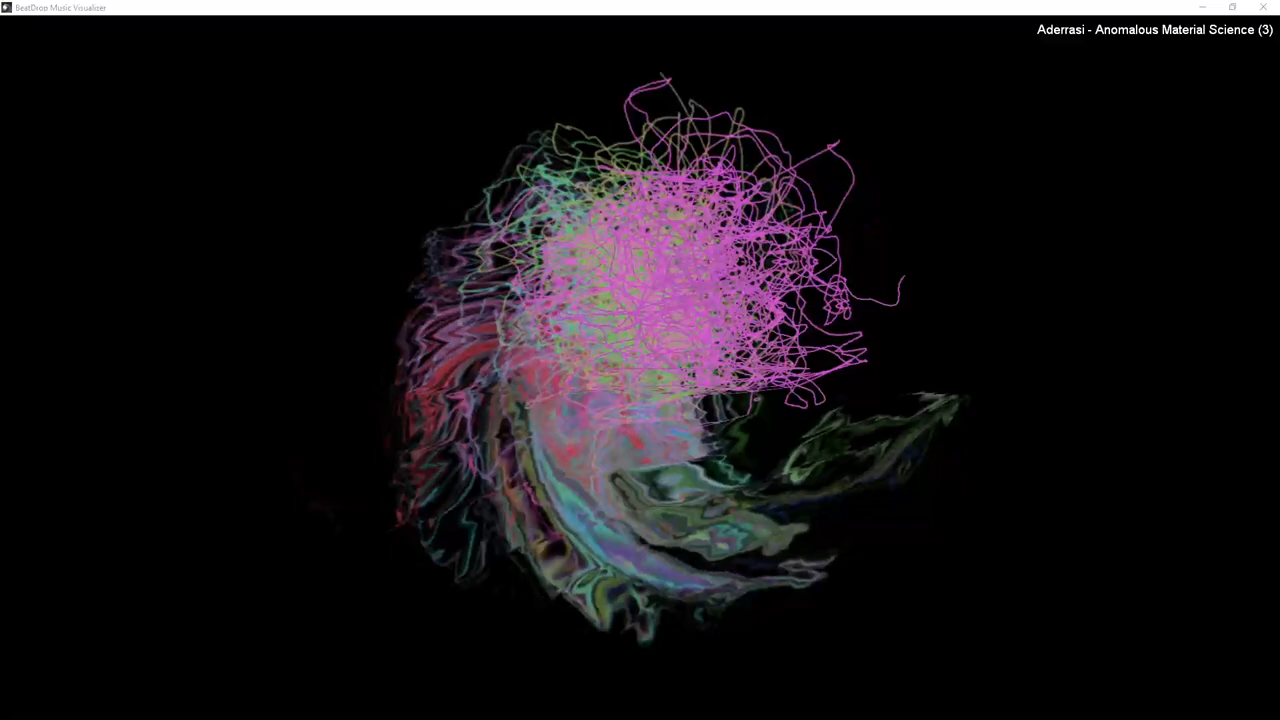 BeatDrop Music Visualizer
Aderrasi - Anomalous Material Science (3)